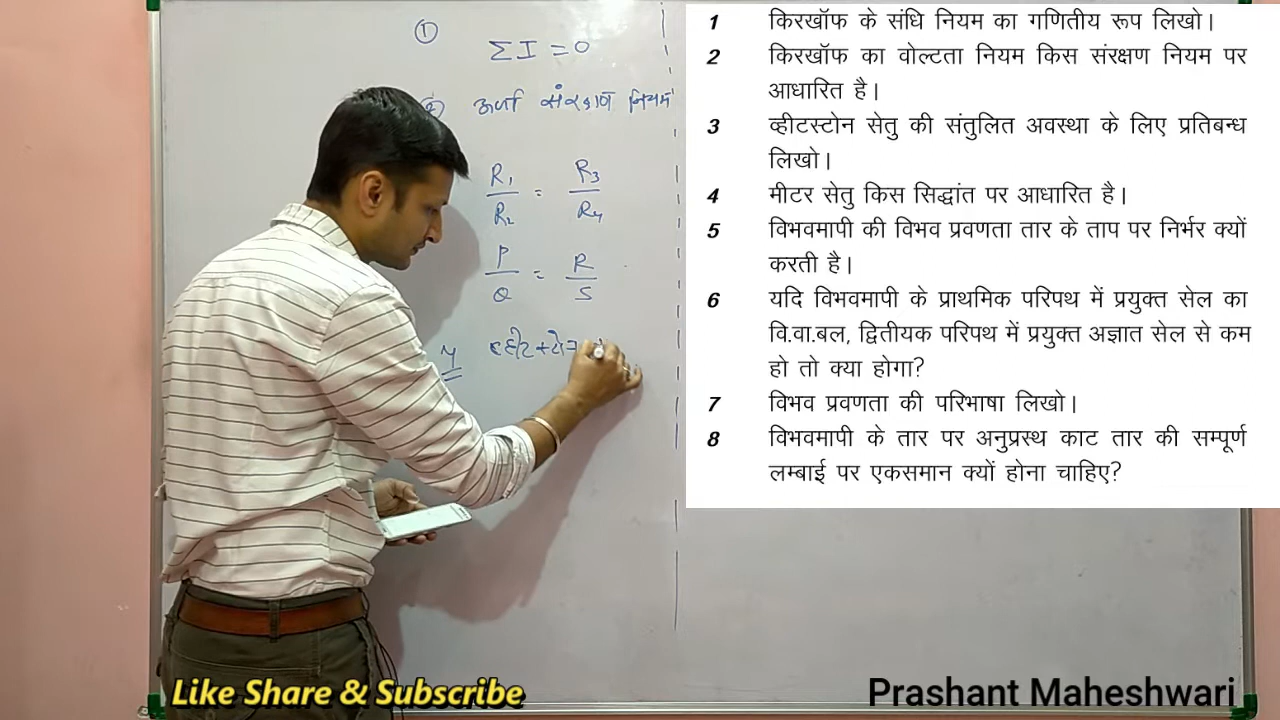 ①
ΣI = 0
ऊर्जा संरक्षण नियम
R₁/R₂ = R₃/R₄
P/Q = R/S
4
व्हीटस्टोन
1 किरखॉफ के संधि नियम का गणितीय रूप लिखो।
2 किरखॉफ का वोल्टता नियम किस संरक्षण नियम पर
आधारित है।
3 व्हीटस्टोन सेतु की संतुलित अवस्था के लिए प्रतिबन्ध
लिखो।
4 मीटर सेतु किस सिद्धांत पर आधारित है।
5 विभवमापी की विभव प्रवणता तार के ताप पर निर्भर क्यों
करती है।
6 यदि विभवमापी के प्राथमिक परिपथ में प्रयुक्त सेल का
वि.वा.बल, द्वितीयक परिपथ में प्रयुक्त अज्ञात सेल से कम
हो तो क्या होगा?
7 विभव प्रवणता की परिभाषा लिखो।
8 विभवमापी के तार पर अनुप्रस्थ काट तार की सम्पूर्ण
लम्बाई पर एकसमान क्यों होना चाहिए?
Like Share & Subscribe
Prashant Maheshwari